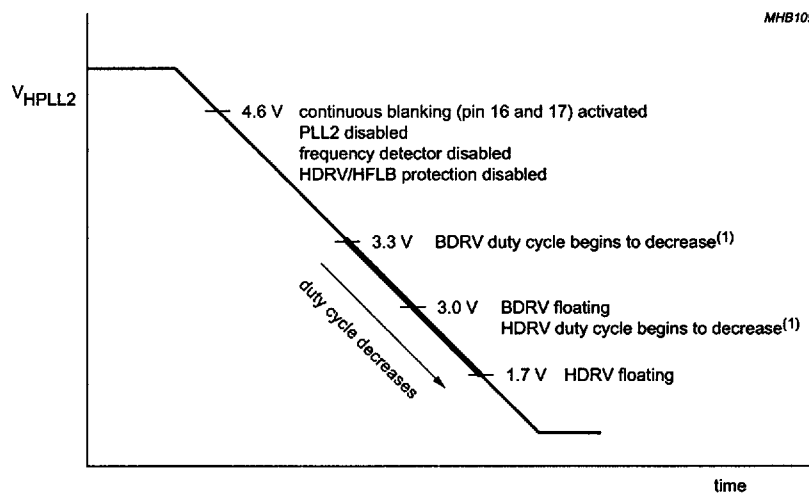 MHB10
VHPLL2
4.6 V continuous blanking (pin 16 and 17) activated
PLL2 disabled
frequency detector disabled
HDRV/HFLB protection disabled
3.3 V BDRV duty cycle begins to decrease(1)
duty cycle decreases
3.0 V BDRV floating
HDRV duty cycle begins to decrease(1)
1.7 V HDRV floating
time